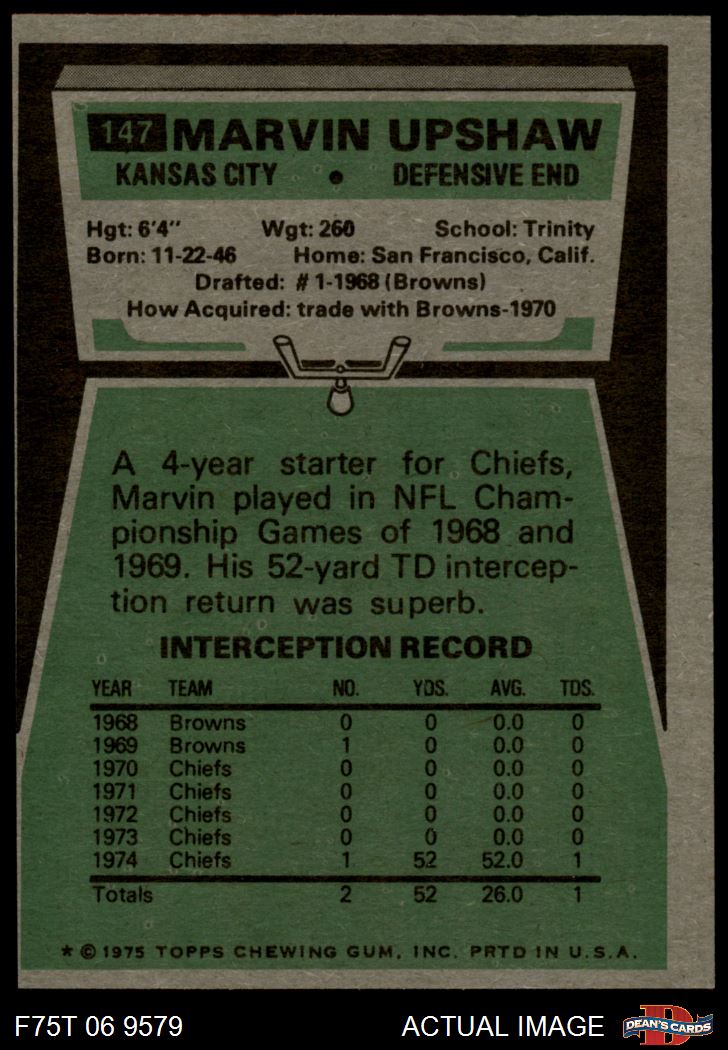 147 MARVIN UPSHAW
KANSAS CITY • DEFENSIVE END
Hgt: 6'4" Wgt: 260 School: Trinity
Born: 11-22-46 Home: San Francisco, Calif.
Drafted: #1-1968 (Browns)
How Acquired: trade with Browns-1970
A 4-year starter for Chiefs,
Marvin played in NFL Cham-
pionship Games of 1968 and
1969. His 52-yard TD intercep-
tion return was superb.
INTERCEPTION RECORD
YEAR TEAM NO. YDS. AVG. TDS.
1968 Browns 0 0 0.0 0
1969 Browns 1 0 0.0 0
1970 Chiefs 0 0 0.0 0
1971 Chiefs 0 0 0.0 0
1972 Chiefs 0 0 0.0 0
1973 Chiefs 0 0 0.0 0
1974 Chiefs 1 52 52.0 1
Totals 2 52 26.0 1
* © 1975 TOPPS CHEWING GUM, INC. PRTD IN U.S.A.
F75T 06 9579 ACTUAL IMAGE D DEAN'S CARDS